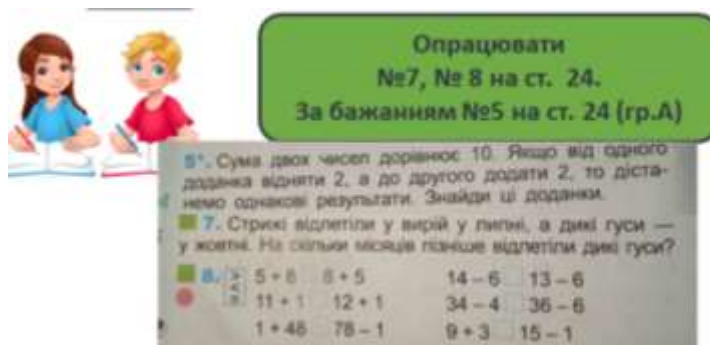 Опрацювати
№7, № 8 на ст. 24.
За бажанням №5 на ст. 24 (гр.А)
5*. Сума двох чисел дорівнює 10. Якщо від одного
доданка відняти 2, а до другого додати 2, то діста-
немо однакові результати. Знайди ці доданки.
7. Стрижі відлетіли у вирій у липні, а дикі гуси —
у жовтні. На скільки місяців пізніше відлетіли дикі гуси?
8. 5 + 8 8 + 5 14 – 6 13 – 6
11 + 1 12 + 1 34 – 4 36 – 6
1 + 48 78 – 1 9 + 3 15 – 1